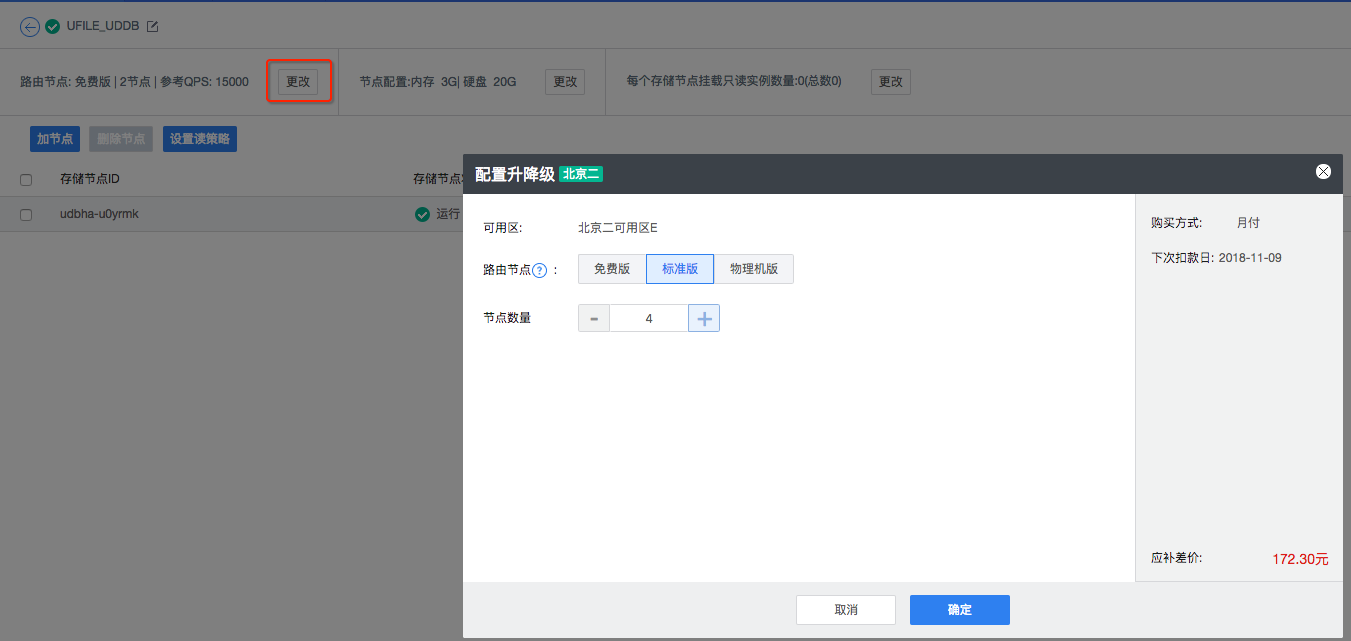 UFILE_UDDB
路由节点: 免费版 | 2节点 | 参考QPS: 15000 更改 节点配置:内存 3G| 硬盘 20G 更改 每个存储节点挂载只读实例数量:0(总数0) 更改
加节点 删除节点 设置读策略
存储节点ID 存储节点
udbha-u0yrmk 运行
配置升降级 北京二
可用区: 北京二可用区E
路由节点 ? : 免费版 标准版 物理机版
节点数量 - 4 +
购买方式: 月付
下次扣款日: 2018-11-09
应补差价: 172.30元
取消 确定